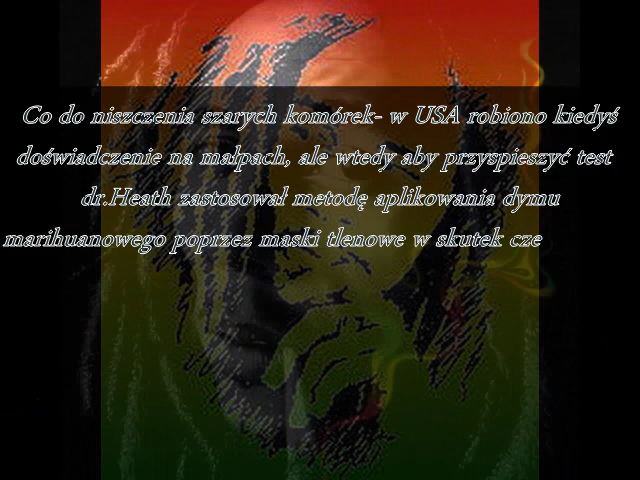 Co do niszczenia szarych komórek- w USA robiono kiedyś
doświadczenie na małpach, ale wtedy aby przyspieszyć test
dr.Heath zastosował metodę aplikowania dymu
marihuanowego poprzez maski tlenowe w skutek cze